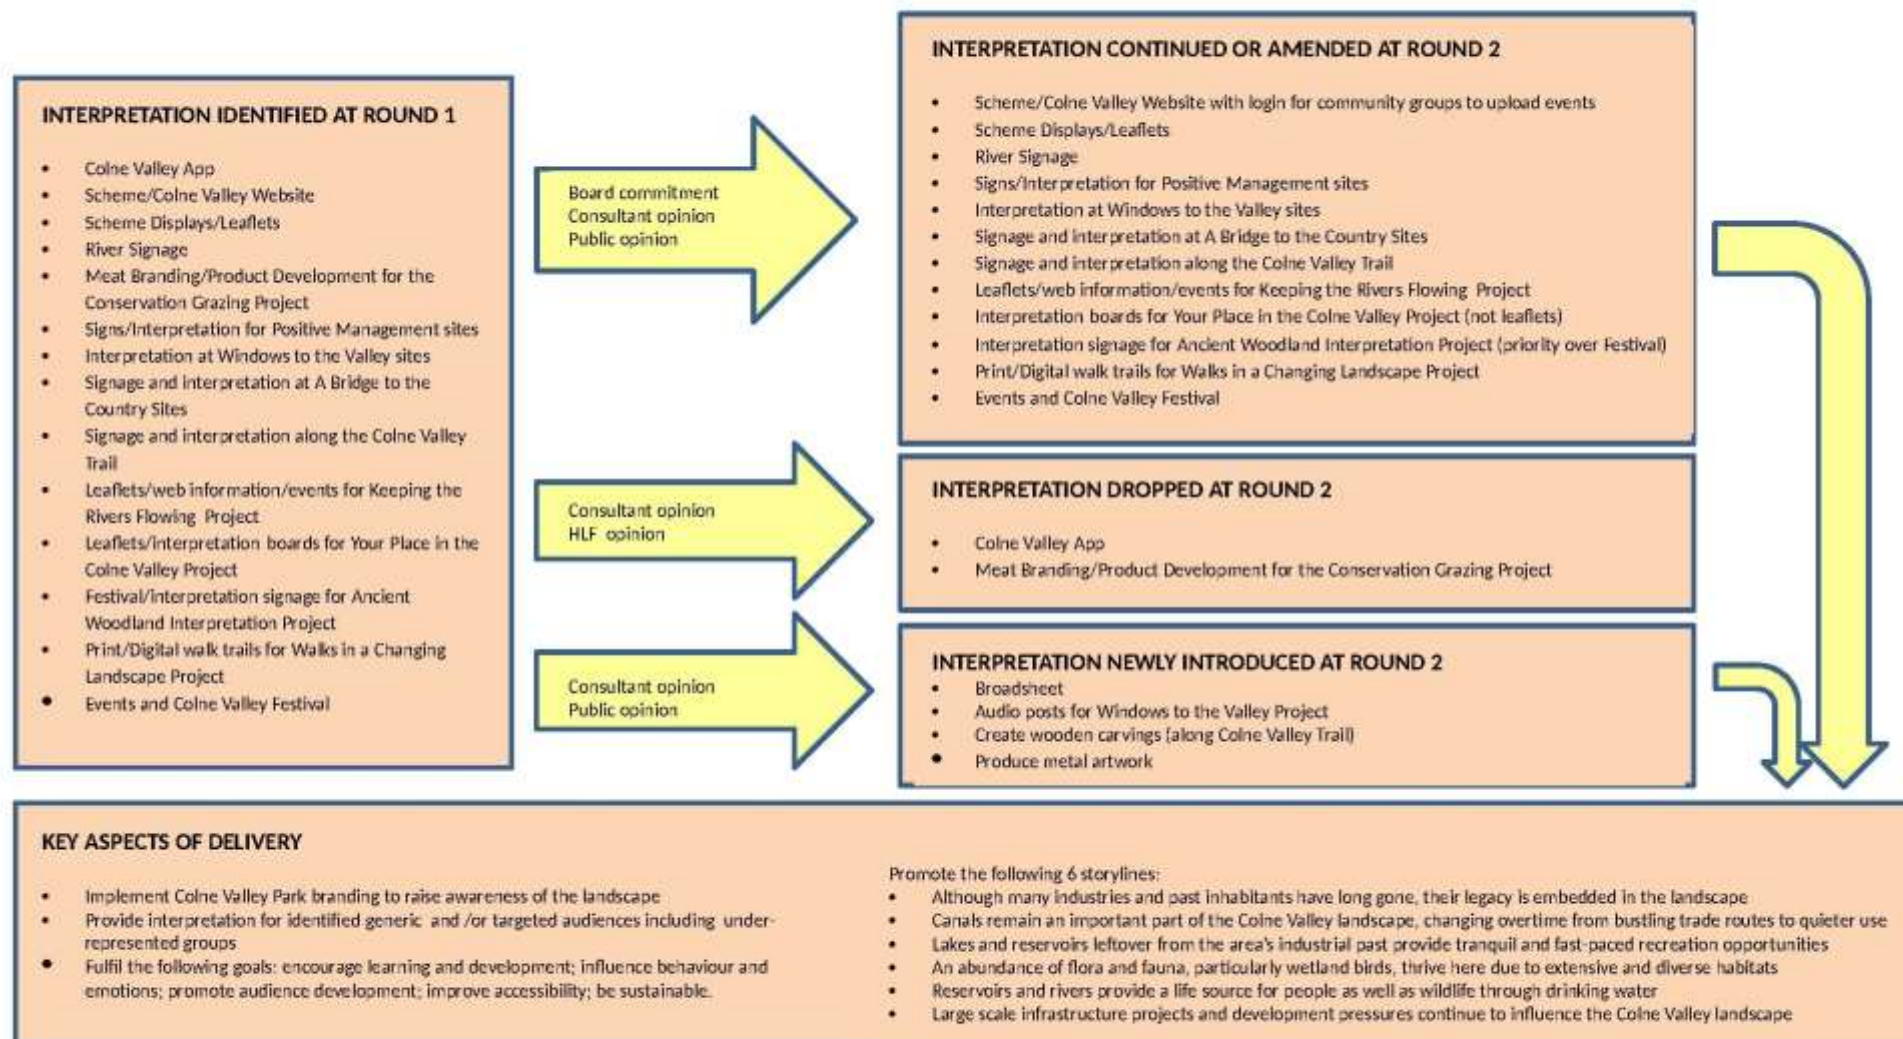 INTERPRETATION IDENTIFIED AT ROUND 1
• Colne Valley App
• Scheme/Colne Valley Website
• Scheme Displays/Leaflets
• River Signage
• Meat Branding/Product Development for the
Conservation Grazing Project
• Signs/Interpretation for Positive Management sites
• Interpretation at Windows to the Valley sites
• Signage and interpretation at A Bridge to the
Country Sites
• Signage and interpretation along the Colne Valley
Trail
• Leaflets/web information/events for Keeping the
Rivers Flowing Project
• Leaflets/interpretation boards for Your Place in the
Colne Valley Project
• Festival/interpretation signage for Ancient
Woodland Interpretation Project
• Print/Digital walk trails for Walks in a Changing
Landscape Project
• Events and Colne Valley Festival
Board commitment
Consultant opinion
Public opinion
Consultant opinion
HLF opinion
Consultant opinion
Public opinion
INTERPRETATION CONTINUED OR AMENDED AT ROUND 2
• Scheme/Colne Valley Website with login for community groups to upload events
• Scheme Displays/Leaflets
• River Signage
• Signs/Interpretation for Positive Management sites
• Interpretation at Windows to the Valley sites
• Signage and interpretation at A Bridge to the Country Sites
• Signage and interpretation along the Colne Valley Trail
• Leaflets/web information/events for Keeping the Rivers Flowing Project
• Interpretation boards for Your Place in the Colne Valley Project (not leaflets)
• Interpretation signage for Ancient Woodland Interpretation Project (priority over Festival)
• Print/Digital walk trails for Walks in a Changing Landscape Project
• Events and Colne Valley Festival
INTERPRETATION DROPPED AT ROUND 2
• Colne Valley App
• Meat Branding/Product Development for the Conservation Grazing Project
INTERPRETATION NEWLY INTRODUCED AT ROUND 2
• Broadsheet
• Audio posts for Windows to the Valley Project
• Create wooden carvings (along Colne Valley Trail)
• Produce metal artwork
KEY ASPECTS OF DELIVERY
• Implement Colne Valley Park branding to raise awareness of the landscape
• Provide interpretation for identified generic and /or targeted audiences including under-
represented groups
• Fulfil the following goals: encourage learning and development; influence behaviour and
emotions; promote audience development; improve accessibility; be sustainable.
Promote the following 6 storylines:
• Although many industries and past inhabitants have long gone, their legacy is embedded in the landscape
• Canals remain an important part of the Colne Valley landscape, changing overtime from bustling trade routes to quieter use
• Lakes and reservoirs leftover from the area's industrial past provide tranquil and fast-paced recreation opportunities
• An abundance of flora and fauna, particularly wetland birds, thrive here due to extensive and diverse habitats
• Reservoirs and rivers provide a life source for people as well as wildlife through drinking water
• Large scale infrastructure projects and development pressures continue to influence the Colne Valley landscape